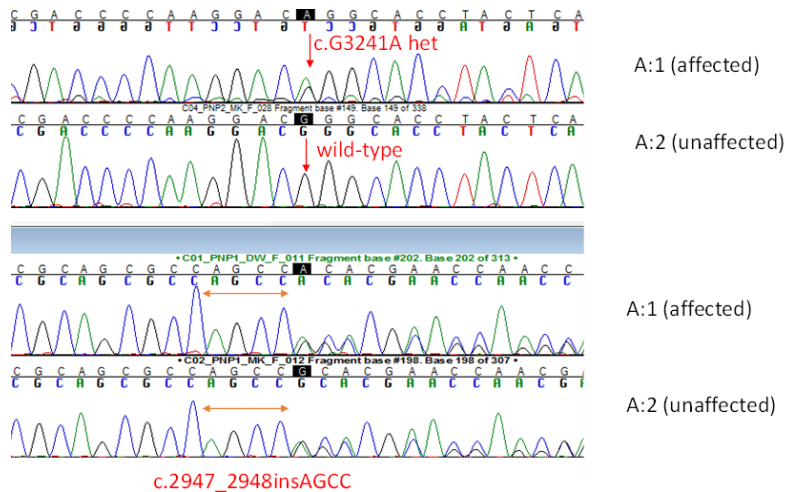 C G A C C C C A A G G A C A G G C A C C T A C T C A
c.G3241A het
A:1 (affected)
C04_PNP2_MK_F_028 Fragment base #149. Base 149 of 338
C G A C C C C A A G G A C G G G C A C C T A C T C A
C G A C C C C A A G G A C G G G C A C C T A C T C A
A:2 (unaffected)
wild-type
• C01_PNP1_DW_F_011 Fragment base #202. Base 202 of 313 •
C G C A G C G C C A G C C A C A C G A A C C A A C C
C G C A G C G C C A G C C A C A C G A A C C A A C C
A:1 (affected)
• C02_PNP1_MK_F_012 Fragment base #198. Base 198 of 307 •
C G C A G C G C C A G C C G C A C G A A C C A A C G A
C G C A G C G C C A G C C G C A C G A A C C A A C G A
A:2 (unaffected)
c.2947_2948insAGCC